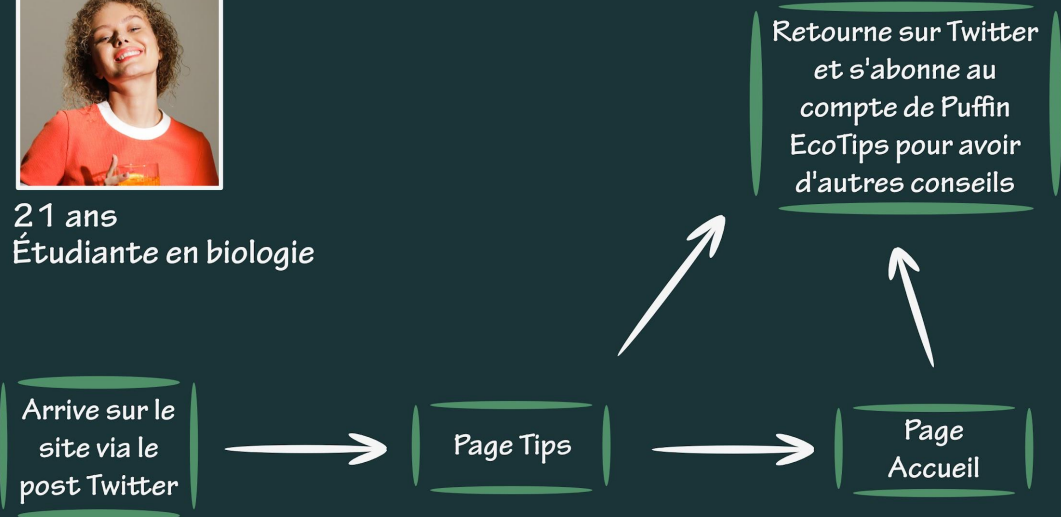 21 ans
Étudiante en biologie
Retourne sur Twitter
et s'abonne au
compte de Puffin
EcoTips pour avoir
d'autres conseils
Arrive sur le
site via le
post Twitter
Page Tips
Page
Accueil